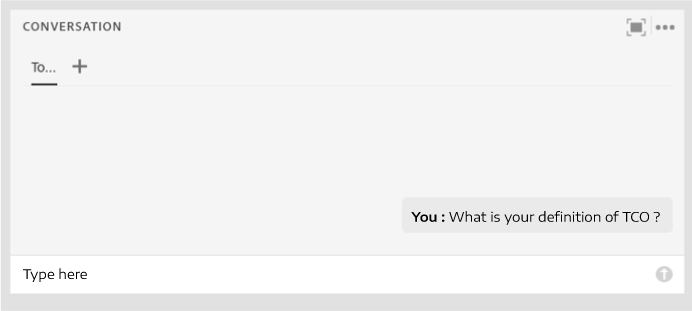 CONVERSATION
To...
You : What is your definition of TCO ?
Type here